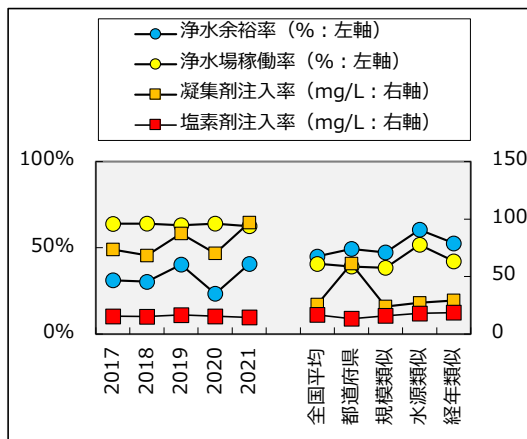 浄水余裕率（%：左軸）
浄水場稼働率（%：左軸）
凝集剤注入率（mg/L：右軸）
塩素剤注入率（mg/L：右軸）
100%
50%
0%
150
100
50
0
2017
2018
2019
2020
2021
全国平均
都道府県
規模類似
水源類似
経年類似